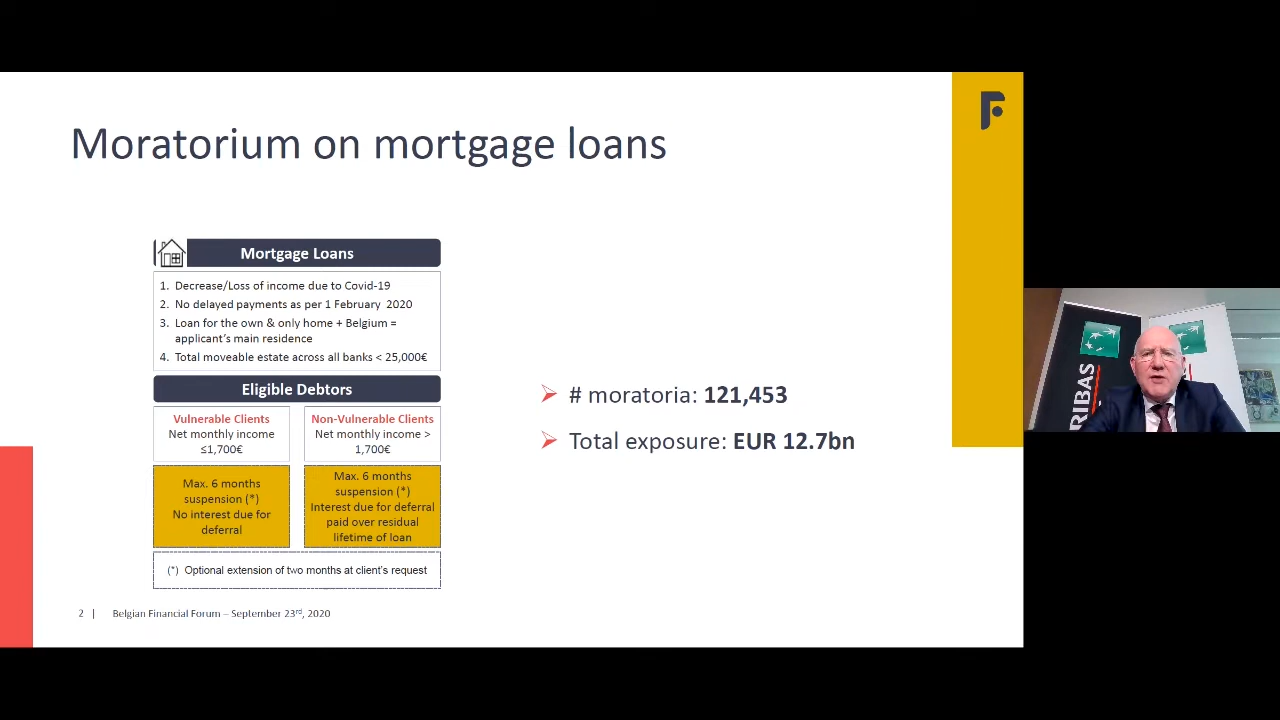 Moratorium on mortgage loans
Mortgage Loans
1. Decrease/Loss of income due to Covid-19
2. No delayed payments as per 1 February 2020
3. Loan for the own & only home + Belgium =
applicant's main residence
4. Total moveable estate across all banks < 25,000€
Eligible Debtors
Vulnerable Clients
Net monthly income
≤1,700€
Non-Vulnerable Clients
Net monthly income >
1,700€
Max. 6 months
suspension (*)
No interest due for
deferral
Max. 6 months
suspension (*)
Interest due for deferral
paid over residual
lifetime of loan
(*) Optional extension of two months at client's request
# moratoria: 121,453
Total exposure: EUR 12.7bn
2 | Belgian Financial Forum – September 23rd, 2020
RIBAS